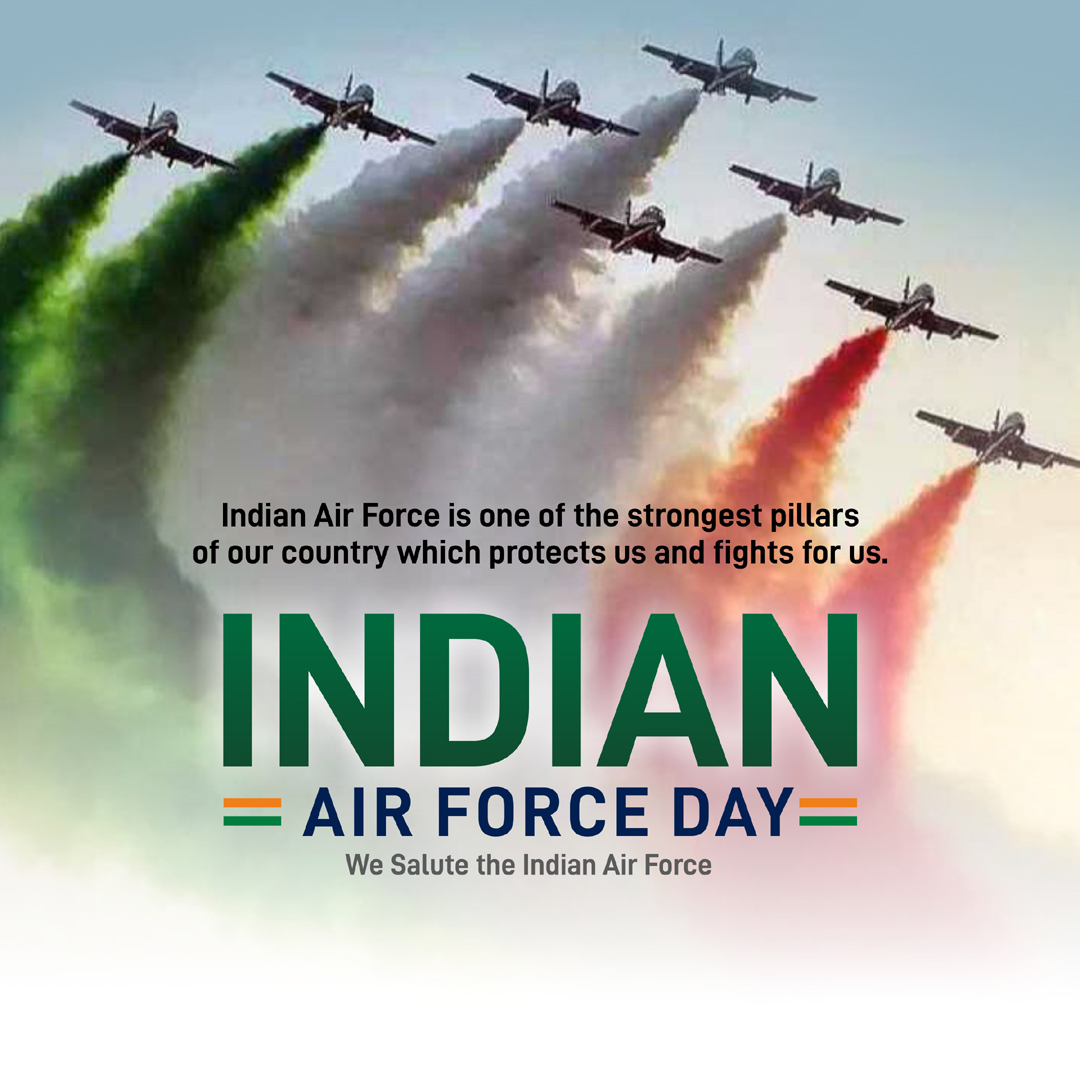 Indian Air Force is one of the strongest pillars
of our country which protects us and fights for us.
INDIAN
AIR FORCE DAY
We Salute the Indian Air Force